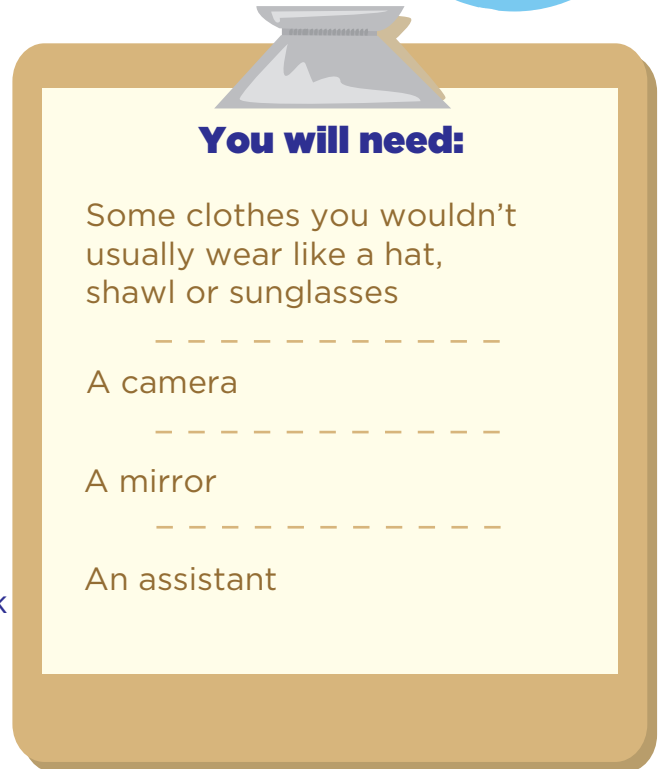 You will need:
Some clothes you wouldn't
usually wear like a hat,
shawl or sunglasses
A camera
A mirror
An assistant